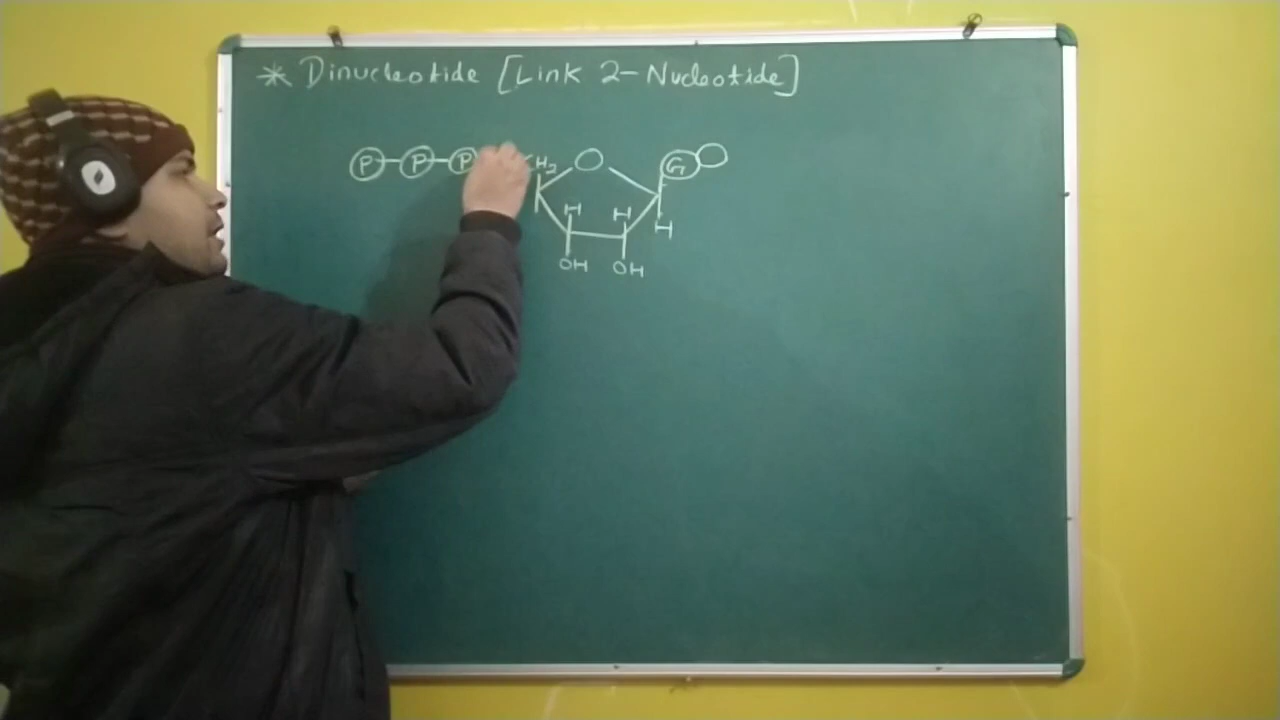 * Dinucleotide [Link 2-Nucleotide]
P-P-P H2 O G
H H H
OH OH